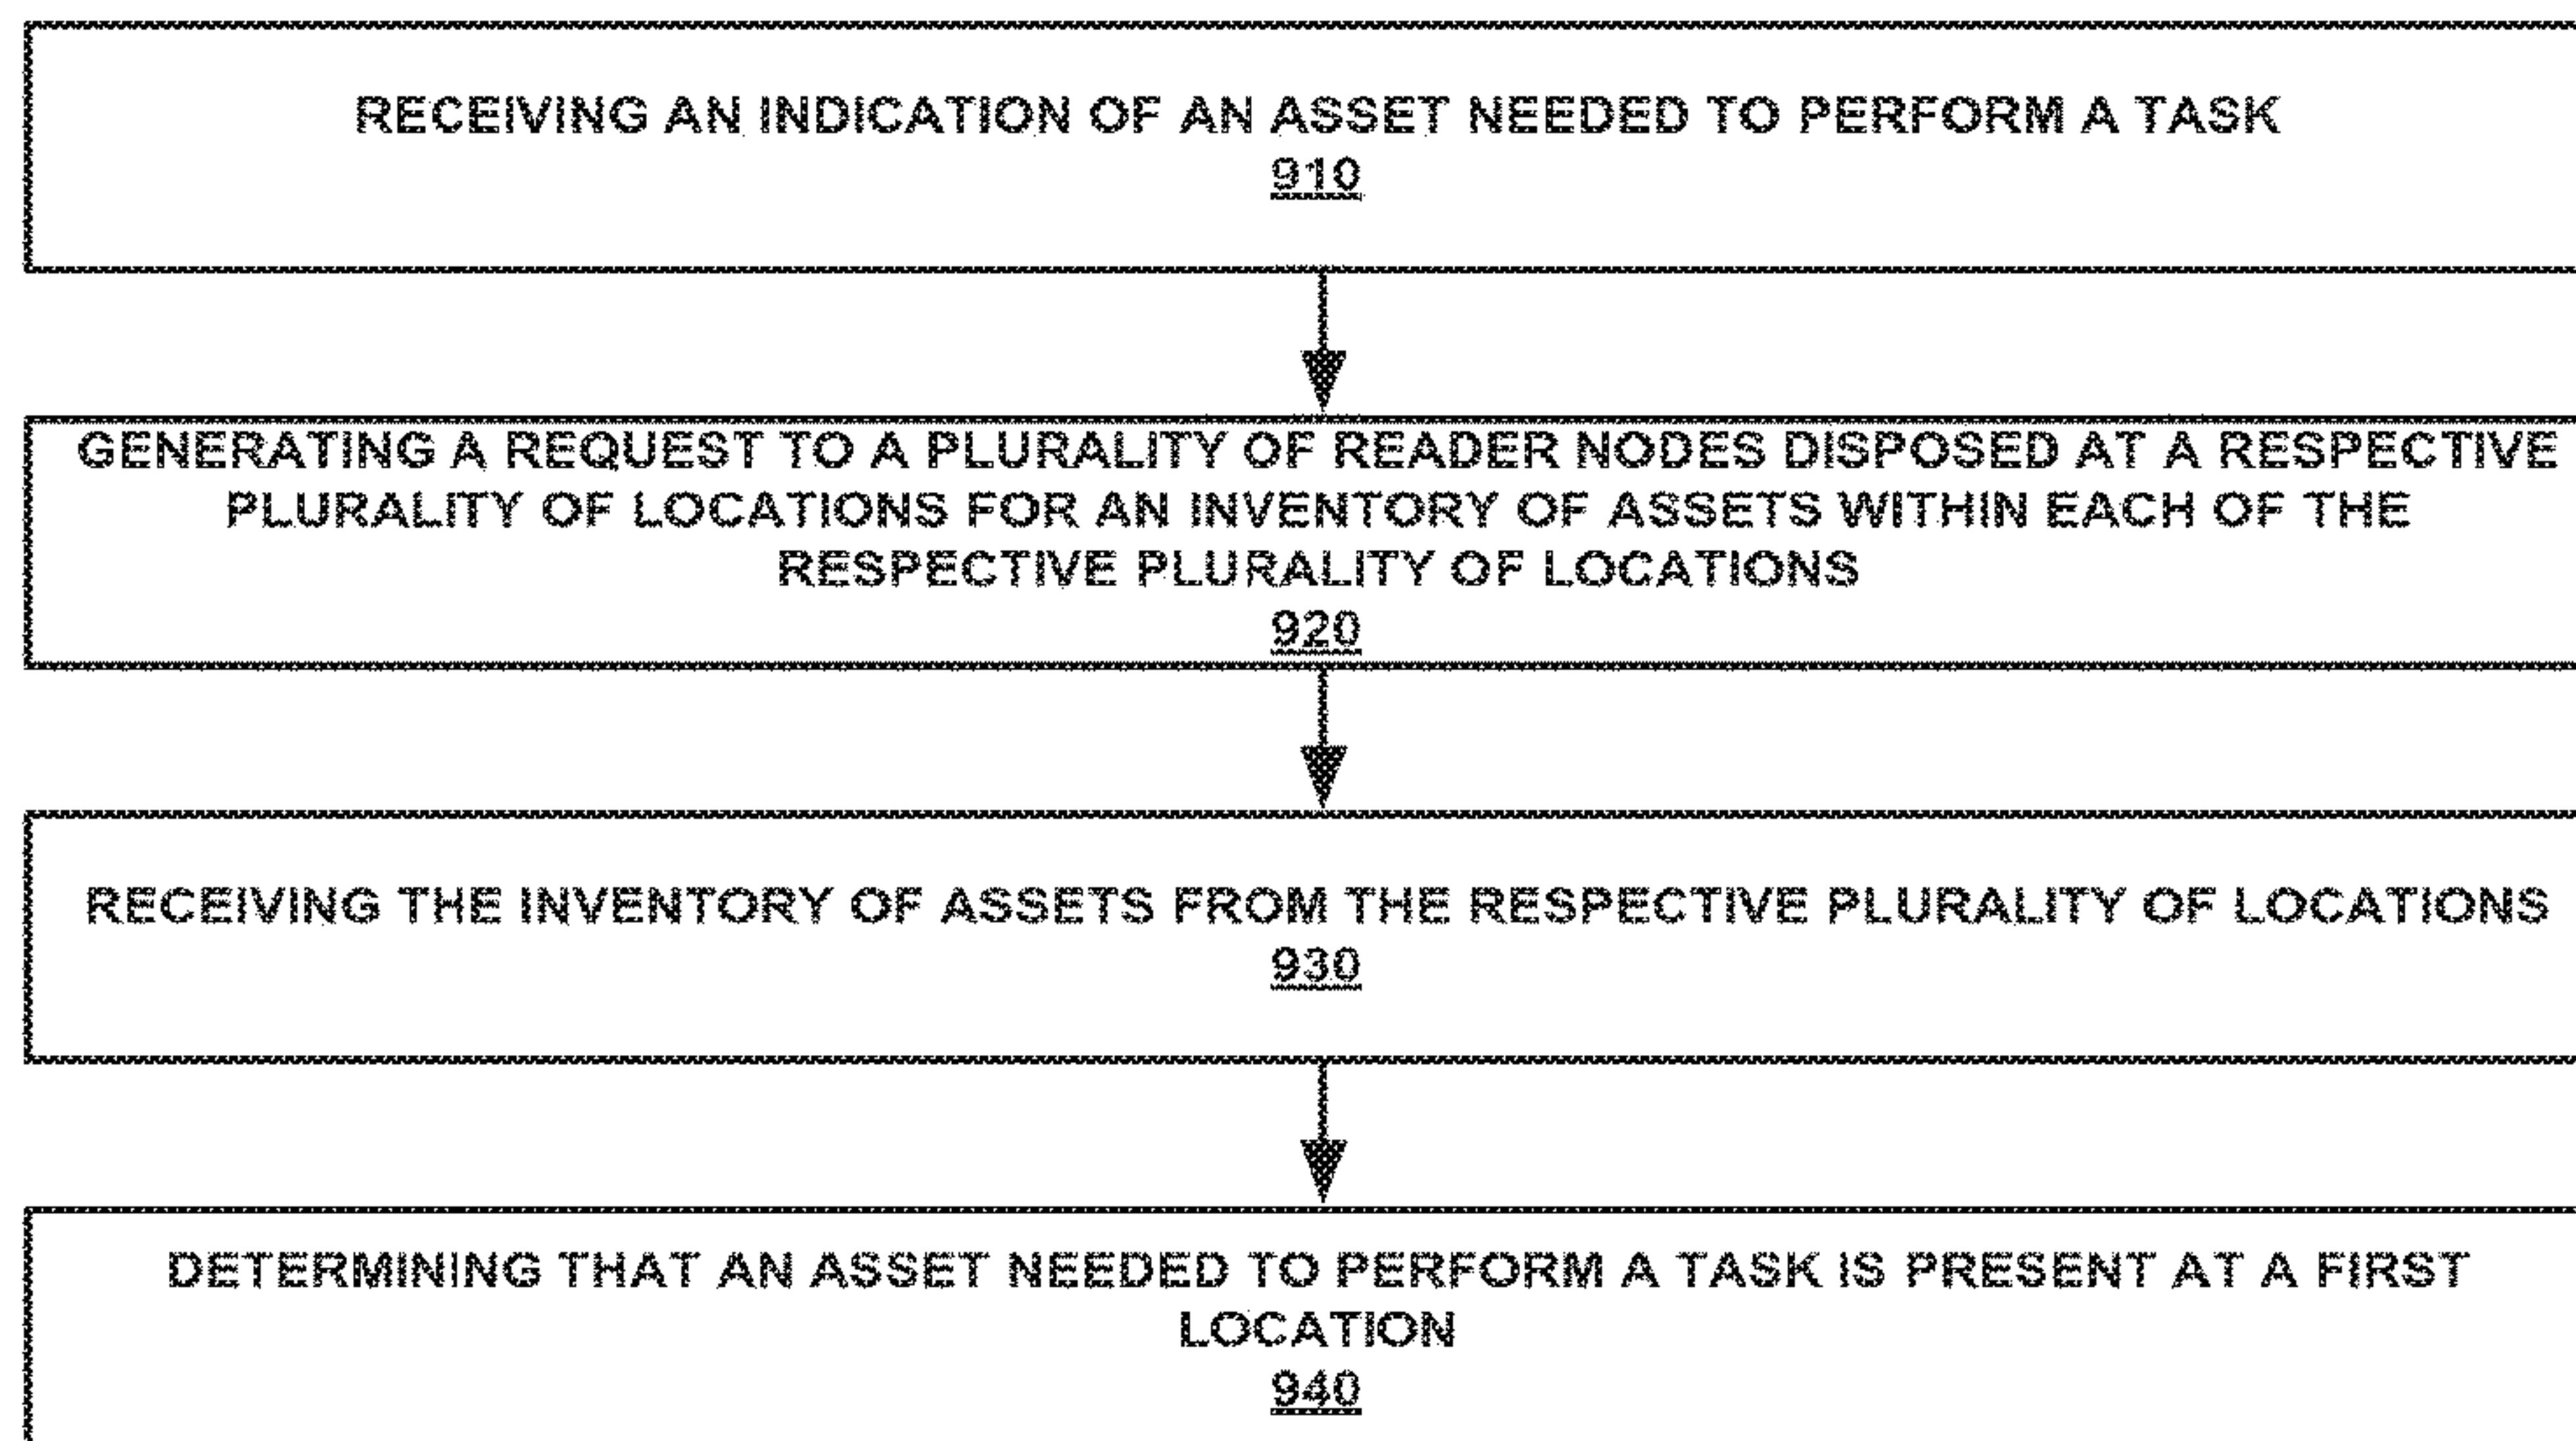 RECEIVING AN INDICATION OF AN ASSET NEEDED TO PERFORM A TASK
910
GENERATING A REQUEST TO A PLURALITY OF READER NODES DISPOSED AT A RESPECTIVE
PLURALITY OF LOCATIONS FOR AN INVENTORY OF ASSETS WITHIN EACH OF THE
RESPECTIVE PLURALITY OF LOCATIONS
920
RECEIVING THE INVENTORY OF ASSETS FROM THE RESPECTIVE PLURALITY OF LOCATIONS
930
DETERMINING THAT AN ASSET NEEDED TO PERFORM A TASK IS PRESENT AT A FIRST
LOCATION
940